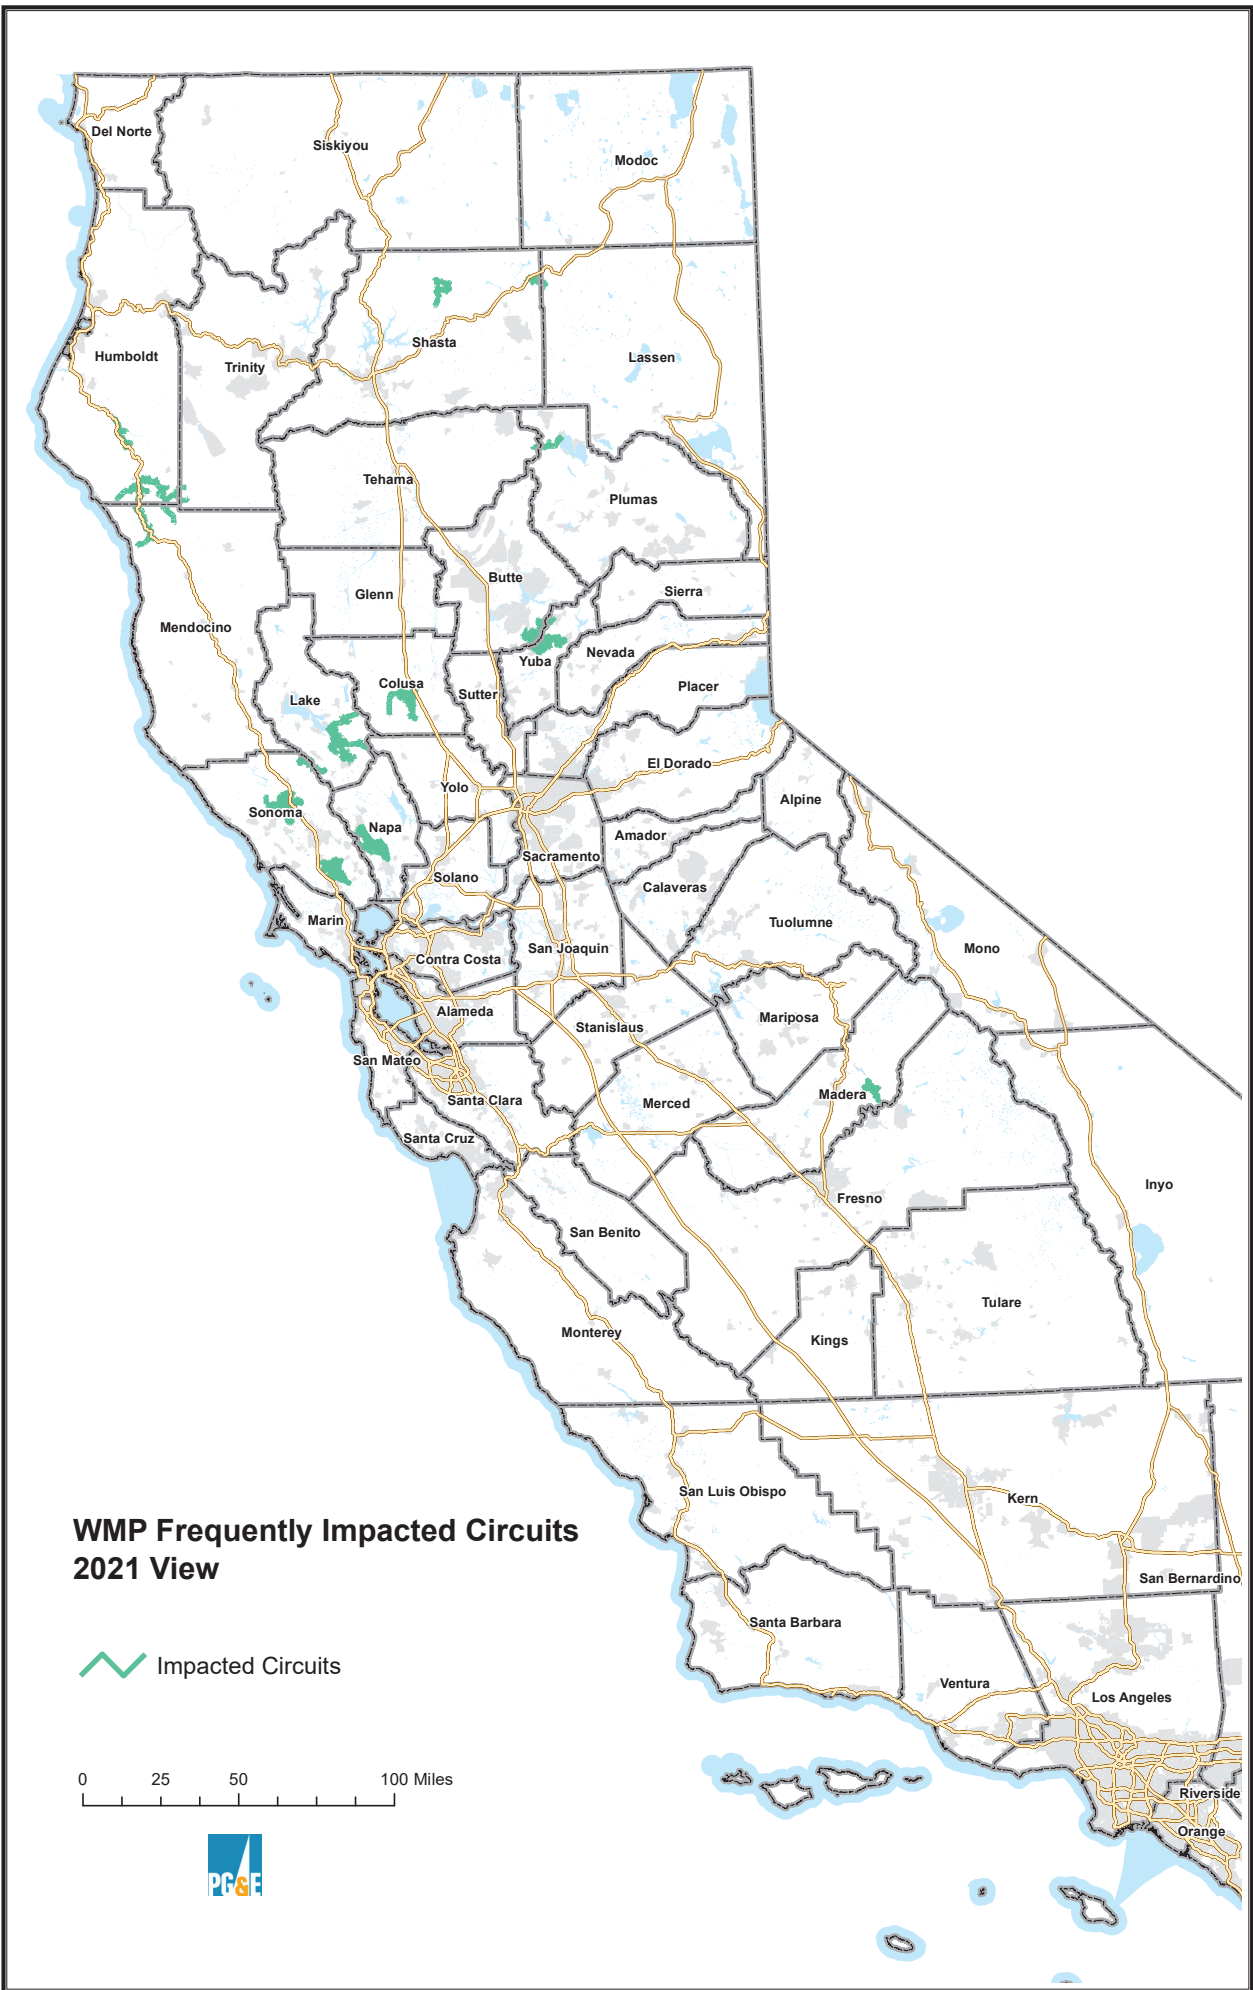 Del Norte
Siskiyou
Modoc
Shasta
Humboldt
Trinity
Lassen
Tehama
Plumas
Butte
Glenn
Sierra
Mendocino
Nevada
Yuba
Colusa
Placer
Lake
Sutter
El Dorado
Yolo
Alpine
Sonoma
Napa
Amador
Sacramento
Solano
Calaveras
Marin
Tuolumne
San Joaquin
Mono
Contra Costa
Alameda
Mariposa
Stanislaus
San Mateo
Madera
Santa Clara
Merced
Santa Cruz
Inyo
Fresno
San Benito
Tulare
Monterey
Kings
San Luis Obispo
Kern
WMP Frequently Impacted Circuits
2021 View
San Bernardino
Santa Barbara
Impacted Circuits
Ventura
Los Angeles
0 25 50 100 Miles
Riverside
Orange
PG&E